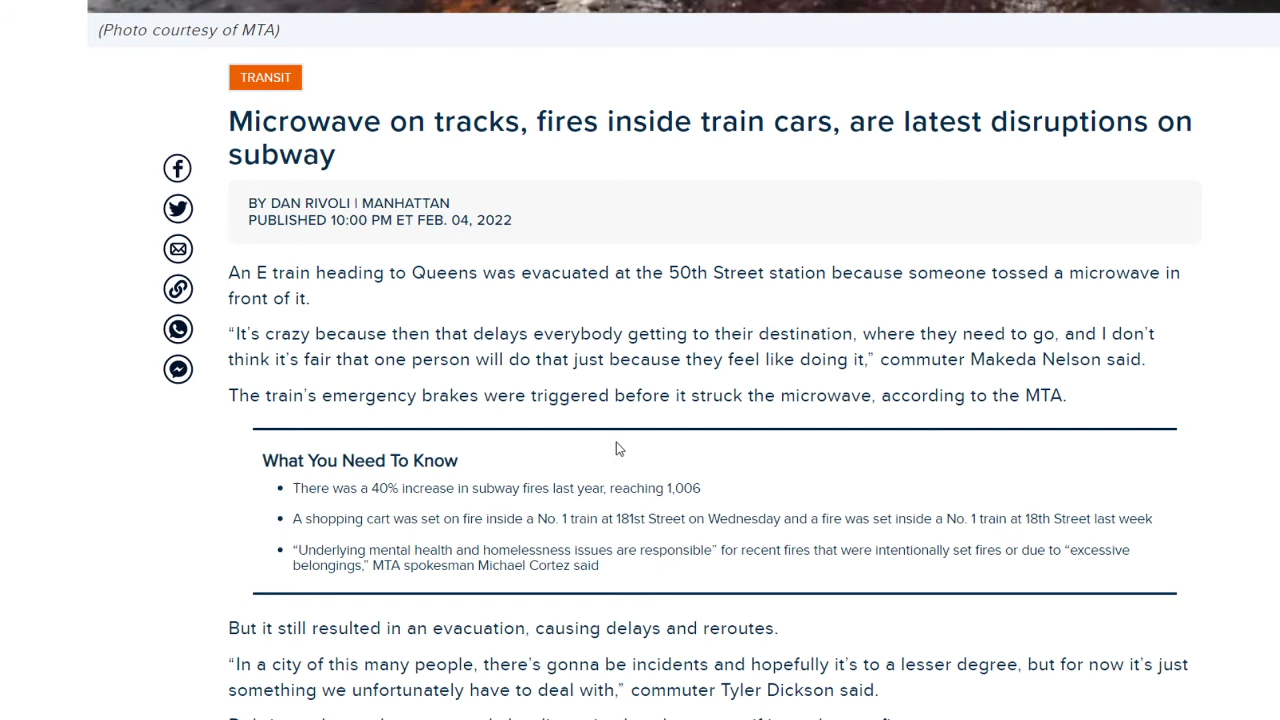 (Photo courtesy of MTA)
TRANSIT
Microwave on tracks, fires inside train cars, are latest disruptions on
subway
BY DAN RIVOLI | MANHATTAN
PUBLISHED 10:00 PM ET FEB. 04, 2022
An E train heading to Queens was evacuated at the 50th Street station because someone tossed a microwave in
front of it.
“It’s crazy because then that delays everybody getting to their destination, where they need to go, and I don’t
think it’s fair that one person will do that just because they feel like doing it,” commuter Makeda Nelson said.
The train’s emergency brakes were triggered before it struck the microwave, according to the MTA.
What You Need To Know
• There was a 40% increase in subway fires last year, reaching 1,006
• A shopping cart was set on fire inside a No. 1 train at 181st Street on Wednesday and a fire was set inside a No. 1 train at 18th Street last week
• “Underlying mental health and homelessness issues are responsible” for recent fires that were intentionally set fires or due to “excessive
belongings,” MTA spokesman Michael Cortez said
But it still resulted in an evacuation, causing delays and reroutes.
“In a city of this many people, there’s gonna be incidents and hopefully it’s to a lesser degree, but for now it’s just
something we unfortunately have to deal with,” commuter Tyler Dickson said.